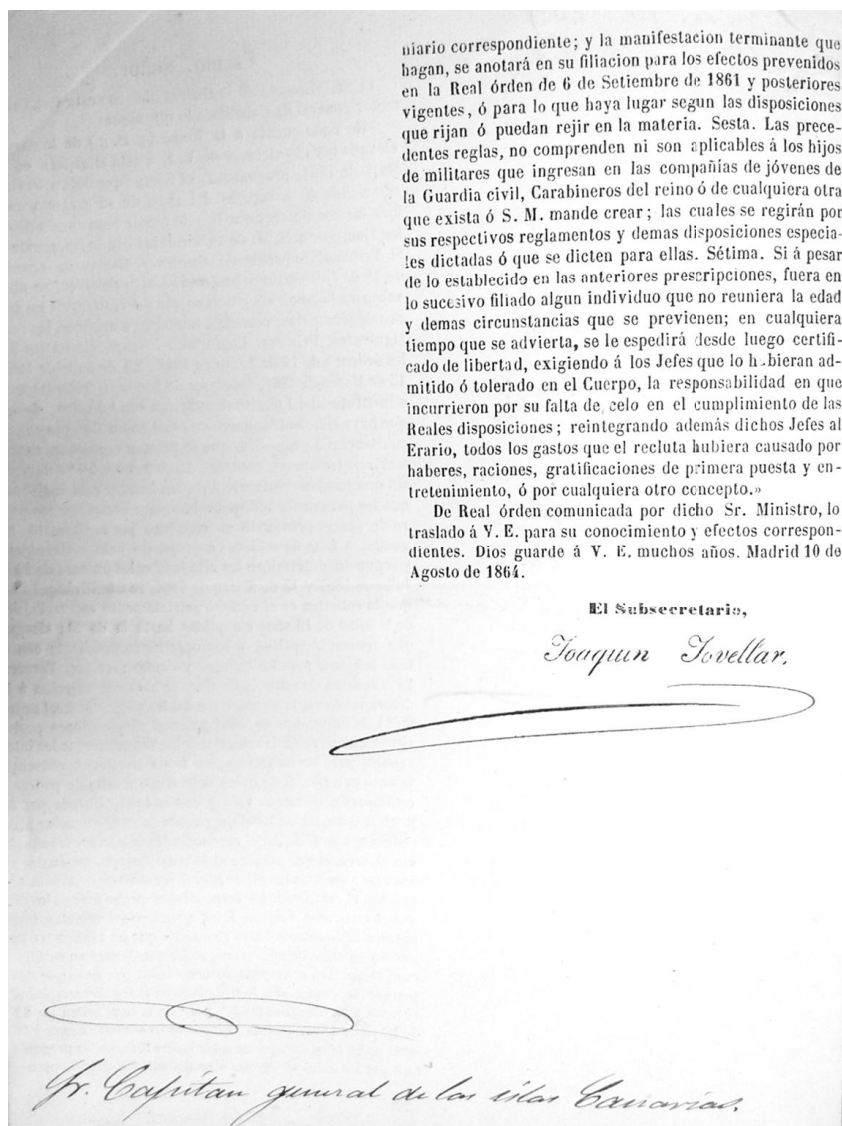 niario correspondiente; y la manifestacion terminante que
hagan, se anotará en su filiacion para los efectos prevenidos
en la Real órden de 6 de Setiembre de 1861 y posteriores
vigentes, ó para lo que haya lugar segun las disposiciones
que rijan ó puedan rejir en la materia. Sesta. Las prece-
dentes reglas, no comprenden ni son aplicables á los hijos
de militares que ingresan en las compañías de jóvenes de
la Guardia civil, Carabineros del reino ó de cualquiera otra
que exista ó S. M. mande crear; las cuales se regirán por
sus respectivos reglamentos y demas disposiciones especia-
les dictadas ó que se dicten para ellas. Sétima. Si á pesar
de lo establecido en las anteriores prescripciones, fuera en
lo sucesivo filiado algun individuo que no reuniera la edad
y demas circunstancias que se previenen; en cualquiera
tiempo que se advierta, se le espedirá desde luego certifi-
cado de libertad, exigiendo á los Jefes que lo hubieran ad-
mitido ó tolerado en el Cuerpo, la responsabilidad en que
incurrieron por su falta de celo en el cumplimiento de las
Reales disposiciones; reintegrando además dichos Jefes al
Erario, todos los gastos que el recluta hubiera causado por
haberes, raciones, gratificaciones de primera puesta y en-
tretenimiento, ó por cualquiera otro concepto.»
De Real órden comunicada por dicho Sr. Ministro, lo
traslado á V. E. para su conocimiento y efectos correspon-
dientes. Dios guarde á V. E. muchos años. Madrid 10 de
Agosto de 1864.
El Subsecretario,
Joaquin Jovellar.
Sr. Capitan general de las islas Canarias.